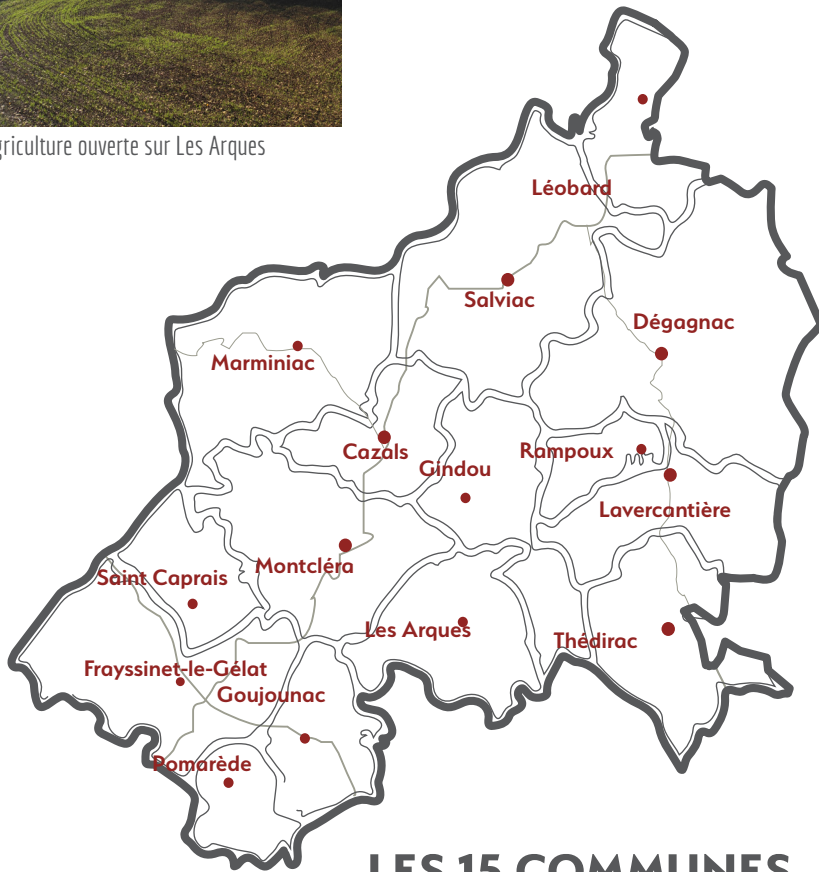 griculture ouverte sur Les Arques
Léobard
Salviac
Dégagnac
Marminiac
Cazals
Gindou
Rampoux
Lavercantière
Montcléra
Saint Caprais
Les Arques
Thédirac
Frayssinet-le-Gélat
Goujounac
Pomarède
LES 15 COMMUNES